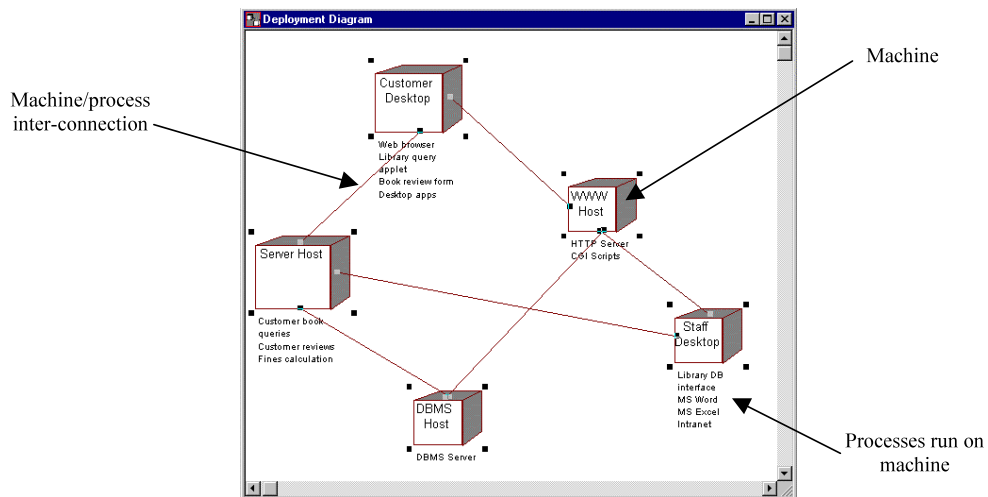 Deployment Diagram
Machine
Machine/process
inter-connection
Customer
Desktop
Web browser
Library query
applet
Book review form
Desktop apps
WWW
Host
HTTP Server
CGI Scripts
Server Host
Customer book
queries
Customer reviews
Fines calculation
Staff
Desktop
Library DB
interface
MS Word
MS Excel
Intranet
DBMS
Host
DBMS Server
Processes run on
machine